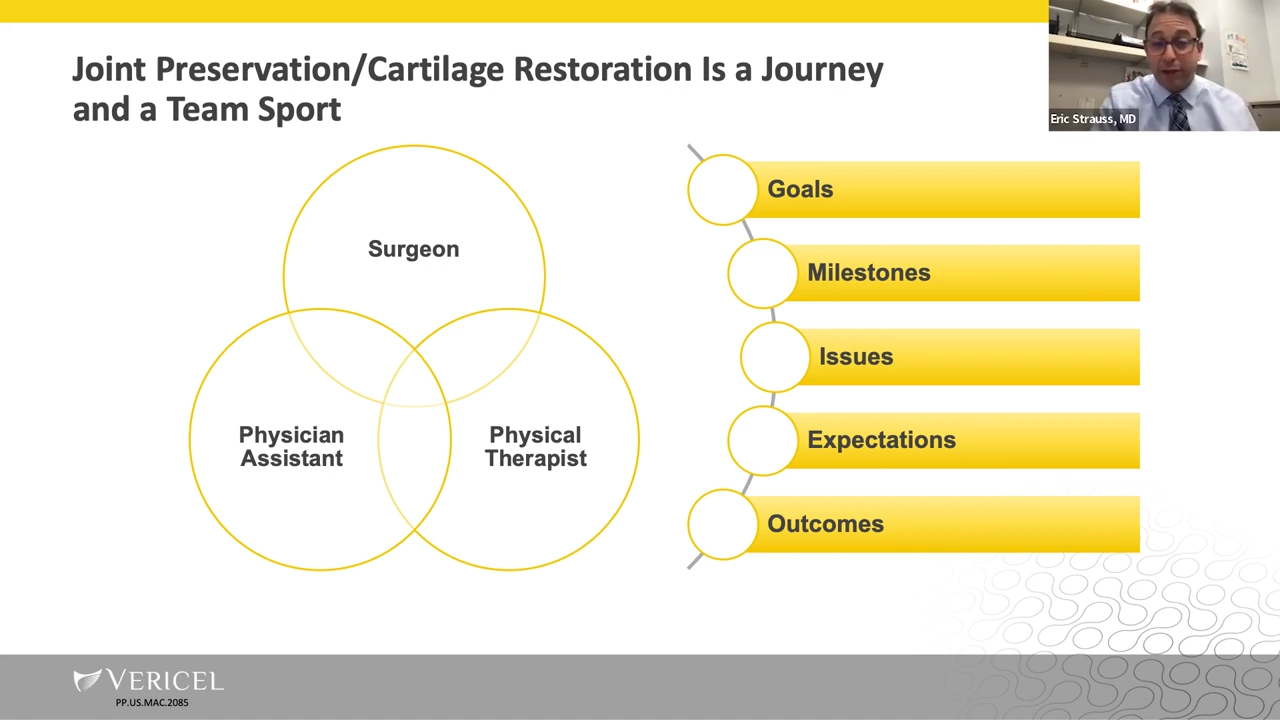 Joint Preservation/Cartilage Restoration Is a Journey
and a Team Sport
Eric Strauss, MD
Surgeon
Physician
Assistant
Physical
Therapist
Goals
Milestones
Issues
Expectations
Outcomes
VERICEL
PP.US.MAC.2085